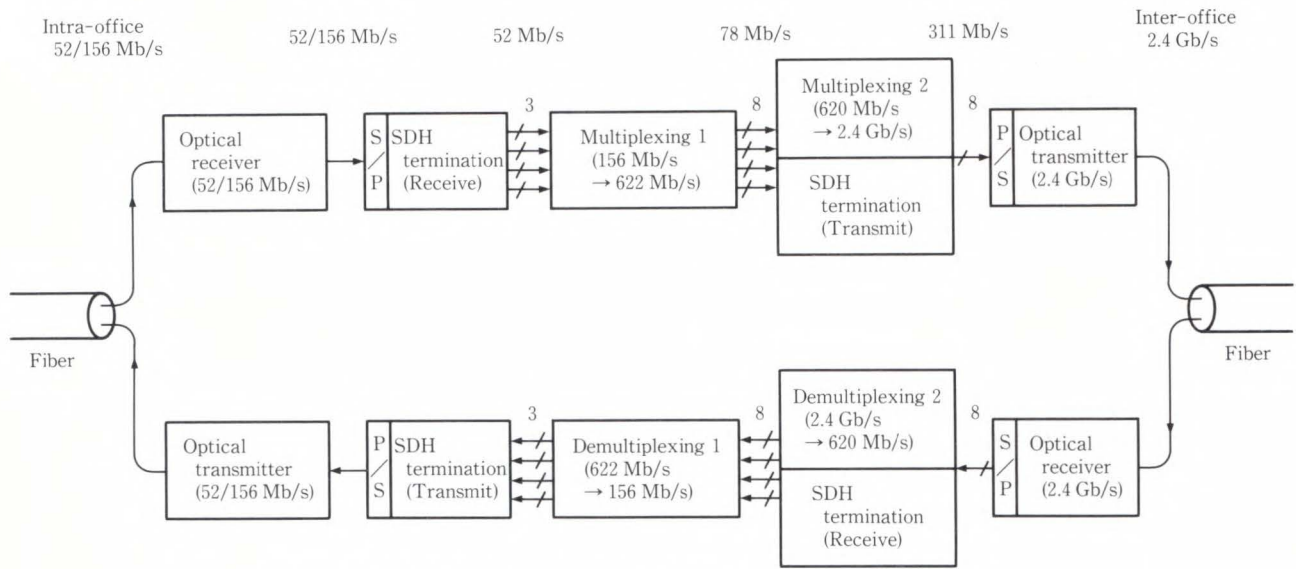 Intra-office
52/156 Mb/s
52/156 Mb/s
52 Mb/s
78 Mb/s
311 Mb/s
Inter-office
2.4 Gb/s
Optical
receiver
(52/156 Mb/s)
S
/
P
SDH
termination
(Receive)
3
Multiplexing 1
(156 Mb/s
→ 622 Mb/s)
8
Multiplexing 2
(620 Mb/s
→ 2.4 Gb/s)
SDH
termination
(Transmit)
8
P
/
S
Optical
transmitter
(2.4 Gb/s)
Fiber
Fiber
Optical
transmitter
(52/156 Mb/s)
P
/
S
SDH
termination
(Transmit)
3
Demultiplexing 1
(622 Mb/s
→ 156 Mb/s)
8
Demultiplexing 2
(2.4 Gb/s
→ 620 Mb/s)
SDH
termination
(Receive)
8
S
/
P
Optical
receiver
(2.4 Gb/s)